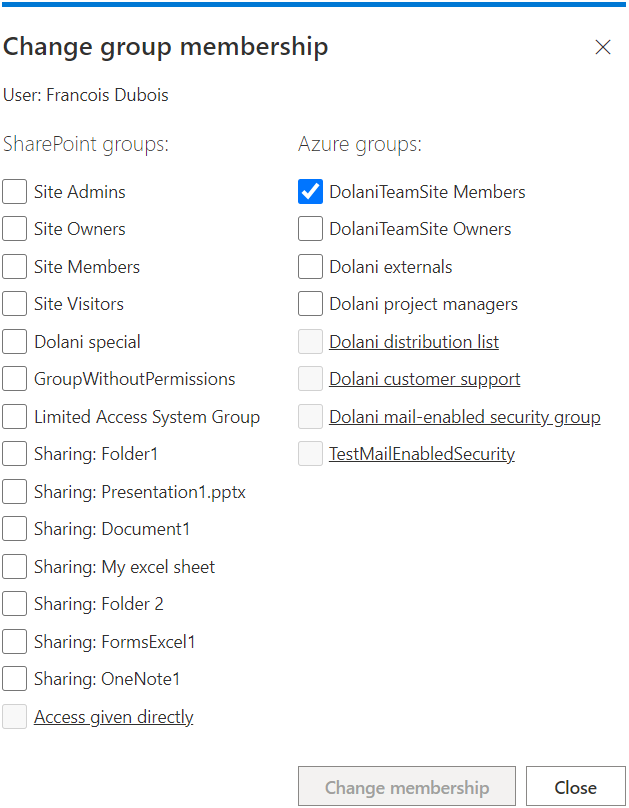 Change group membership
User: Francois Dubois
SharePoint groups:
Site Admins
Site Owners
Site Members
Site Visitors
Dolani special
GroupWithoutPermissions
Limited Access System Group
Sharing: Folder1
Sharing: Presentation1.pptx
Sharing: Document1
Sharing: My excel sheet
Sharing: Folder 2
Sharing: FormsExcel1
Sharing: OneNote1
Access given directly
Azure groups:
DolaniTeamSite Members
DolaniTeamSite Owners
Dolani externals
Dolani project managers
Dolani distribution list
Dolani customer support
Dolani mail-enabled security group
TestMailEnabledSecurity
Change membership
Close